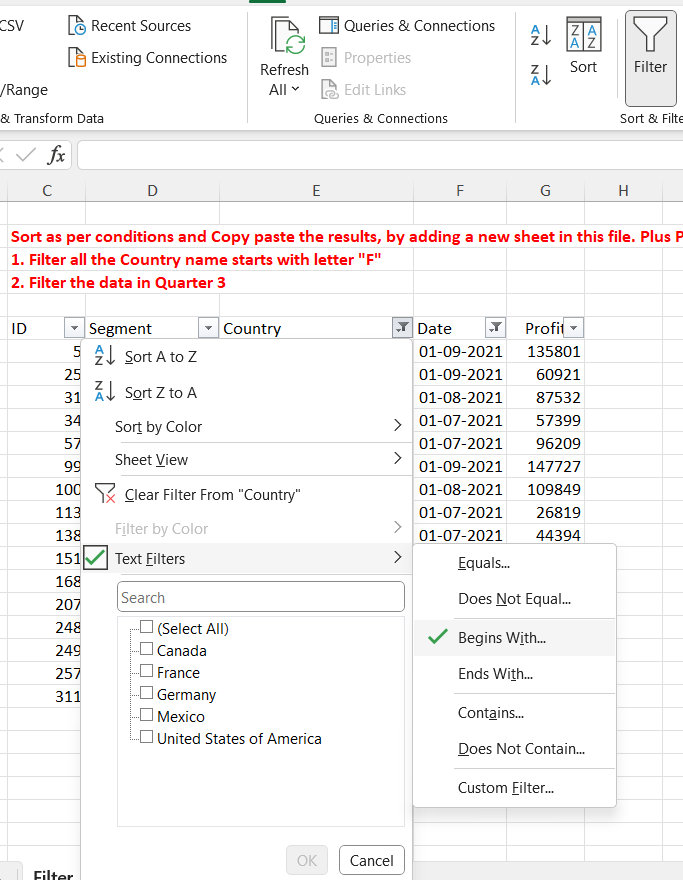 CSV
Recent Sources
Existing Connections
/Range
& Transform Data
Refresh
All
Queries & Connections
Properties
Edit Links
Queries & Connections
A
Z
Z
A
Z A
A Z
Sort
Filter
Sort & Filte
fx
C D E F G H
Sort as per conditions and Copy paste the results, by adding a new sheet in this file. Plus P
1. Filter all the Country name starts with letter "F"
2. Filter the data in Quarter 3
ID Segment Country Date Profit
5 01-09-2021 135801
25 01-09-2021 60921
31 01-08-2021 87532
34 01-07-2021 57399
57 01-07-2021 96209
99 01-09-2021 147727
100 01-08-2021 109849
113 01-07-2021 26819
138 01-07-2021 44394
151
168
207
248
249
257
311
A
Z
Sort A to Z
Z
A
Sort Z to A
Sort by Color
Sheet View
Clear Filter From "Country"
Filter by Color
Text Filters
Search
(Select All)
Canada
France
Germany
Mexico
United States of America
OK Cancel
Equals...
Does Not Equal...
Begins With...
Ends With...
Contains...
Does Not Contain...
Custom Filter...
Filter